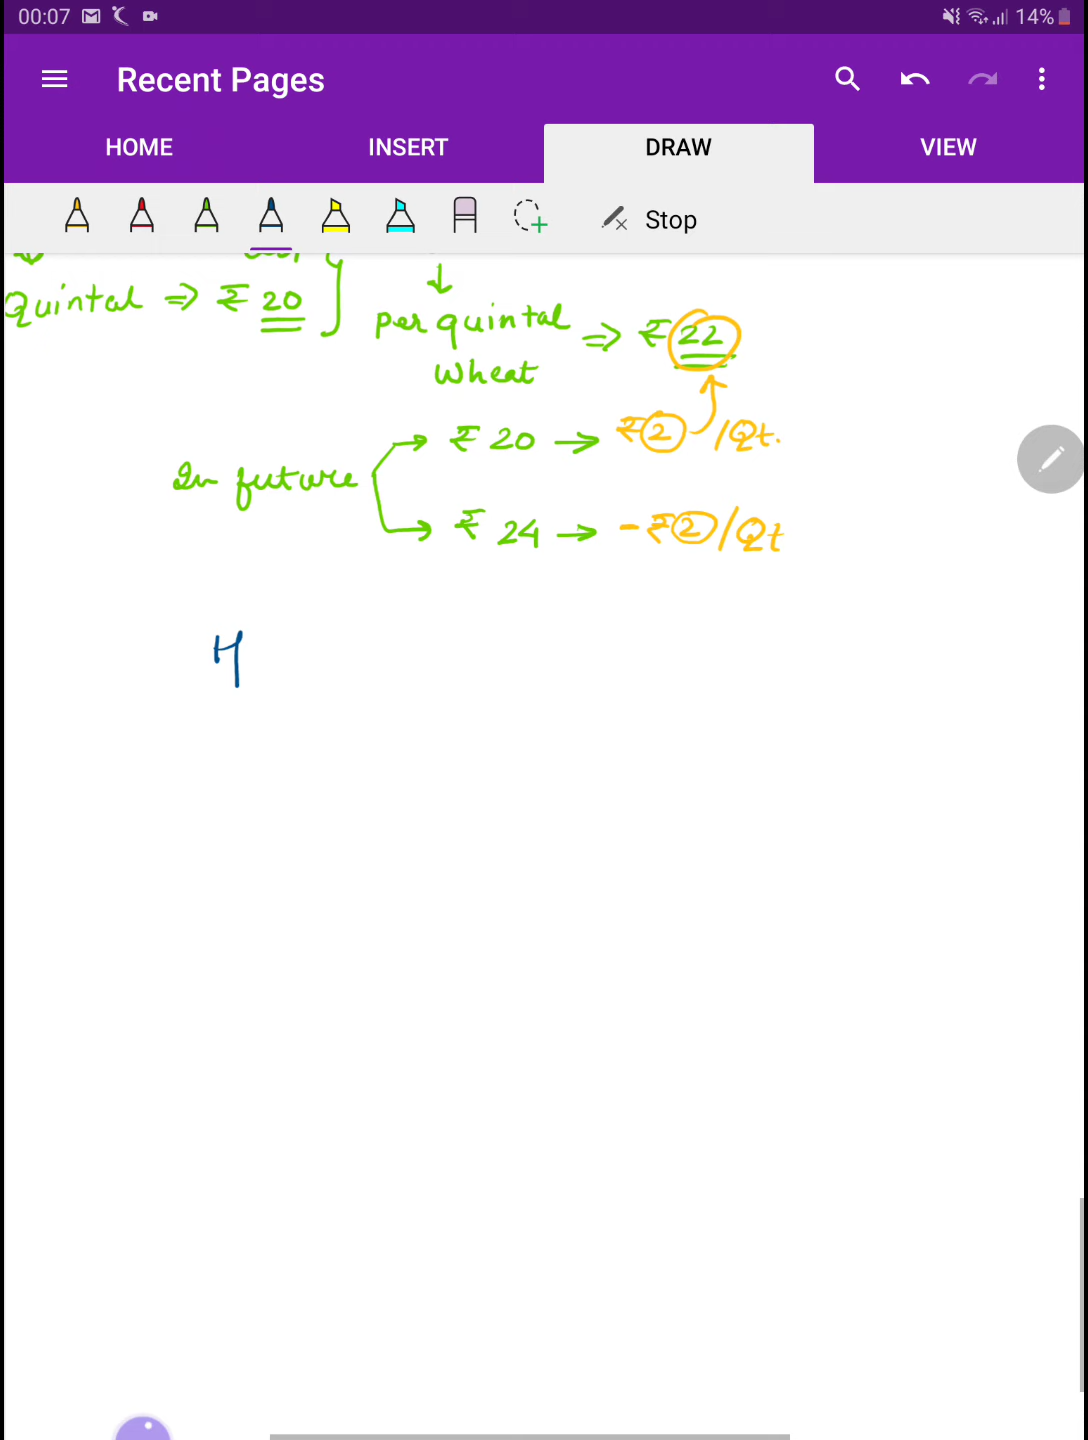 00:07 14%
Recent Pages
HOME INSERT DRAW VIEW
Stop
Quintal ⇒ ₹ 20
per quintal ⇒ ₹ 22
wheat
In future
→ ₹ 20 → ₹2 /Qt.
→ ₹ 24 → -₹2/Qt